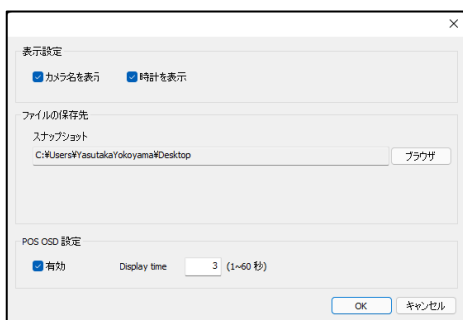 表示設定
カメラ名を表示 時計を表示
ファイルの保存先
スナップショット
C:¥Users¥YasutakaYokoyama¥Desktop ブラウザ
POS OSD 設定
有効 Display time 3 (1~60 秒)
OK キャンセル